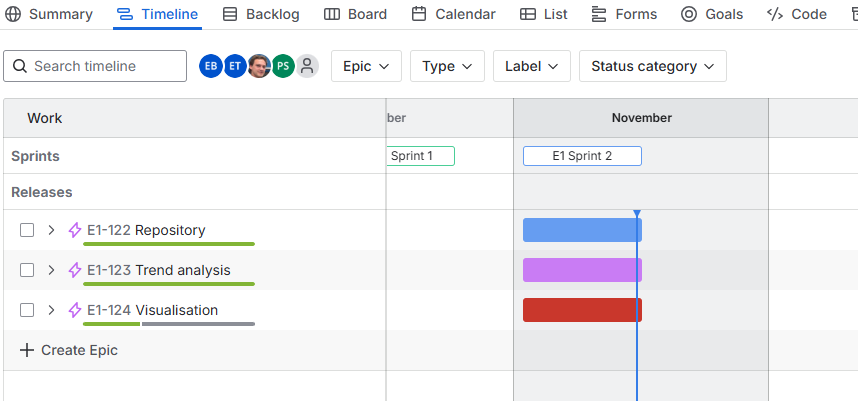 Summary Timeline Backlog Board Calendar List Forms Goals Code
Search timeline EB ET PS Epic Type Label Status category
Work ber November
Sprints Sprint 1 E1 Sprint 2
Releases
E1-122 Repository
E1-123 Trend analysis
E1-124 Visualisation
Create Epic